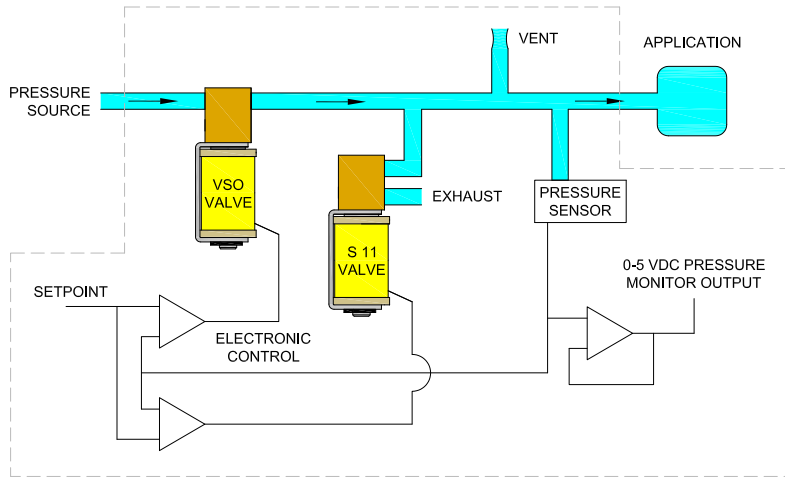 VENT
APPLICATION
PRESSURE
SOURCE
VSO
VALVE
EXHAUST
PRESSURE
SENSOR
S 11
VALVE
0-5 VDC PRESSURE
MONITOR OUTPUT
SETPOINT
ELECTRONIC
CONTROL